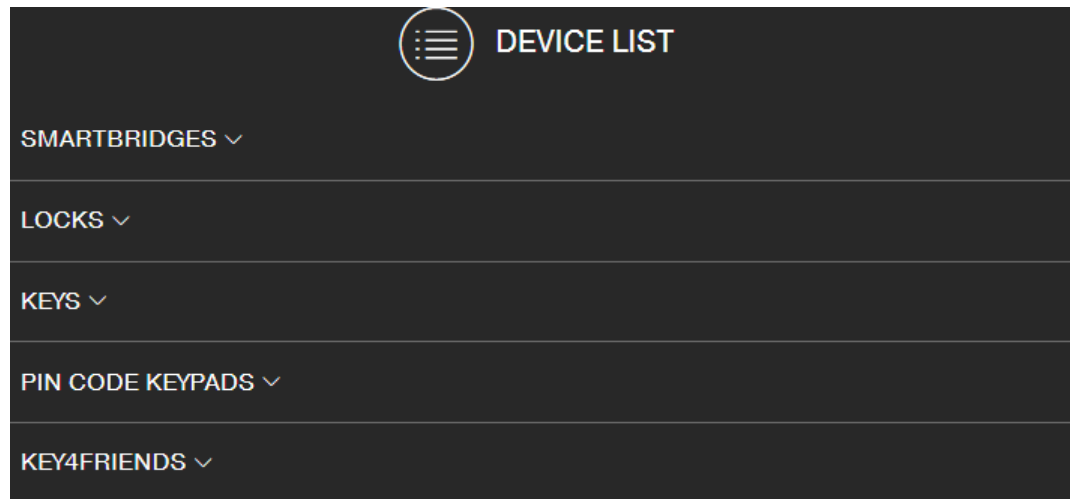 DEVICE LIST
SMARTBRIDGES
LOCKS
KEYS
PIN CODE KEYPADS
KEY4FRIENDS